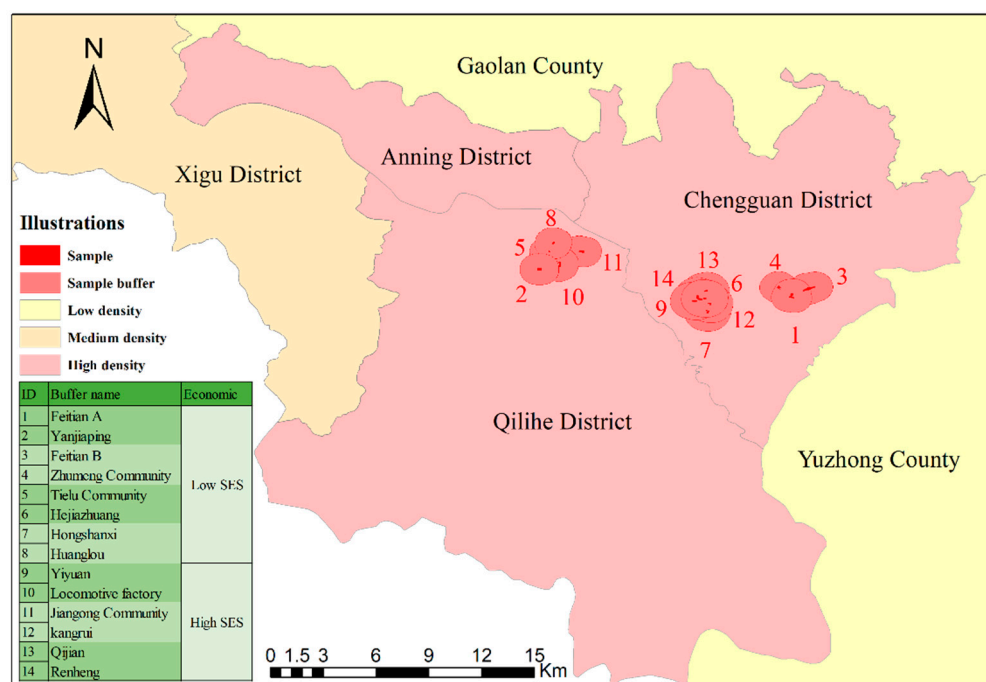 N
Gaolan County
Anning District
Xigu District
Chengguan District
Illustrations
Sample
Sample buffer
Low density
Medium density
High density
8
5
11
2
10
13
14
6
4
3
9
12
1
7
Qilihe District
Yuzhong County
ID Buffer name Economic
1 Feitian A
2 Yanjiaping
3 Feitian B
4 Zhumeng Community
5 Tielu Community
Low SES
6 Hejiazhuang
7 Hongshanxi
8 Huanglou
9 Yiyuan
10 Locomotive factory
11 Jiangong Community
High SES
12 kangrui
13 Qijian
14 Renheng
0 1.5 3 6 9 12 15
Km